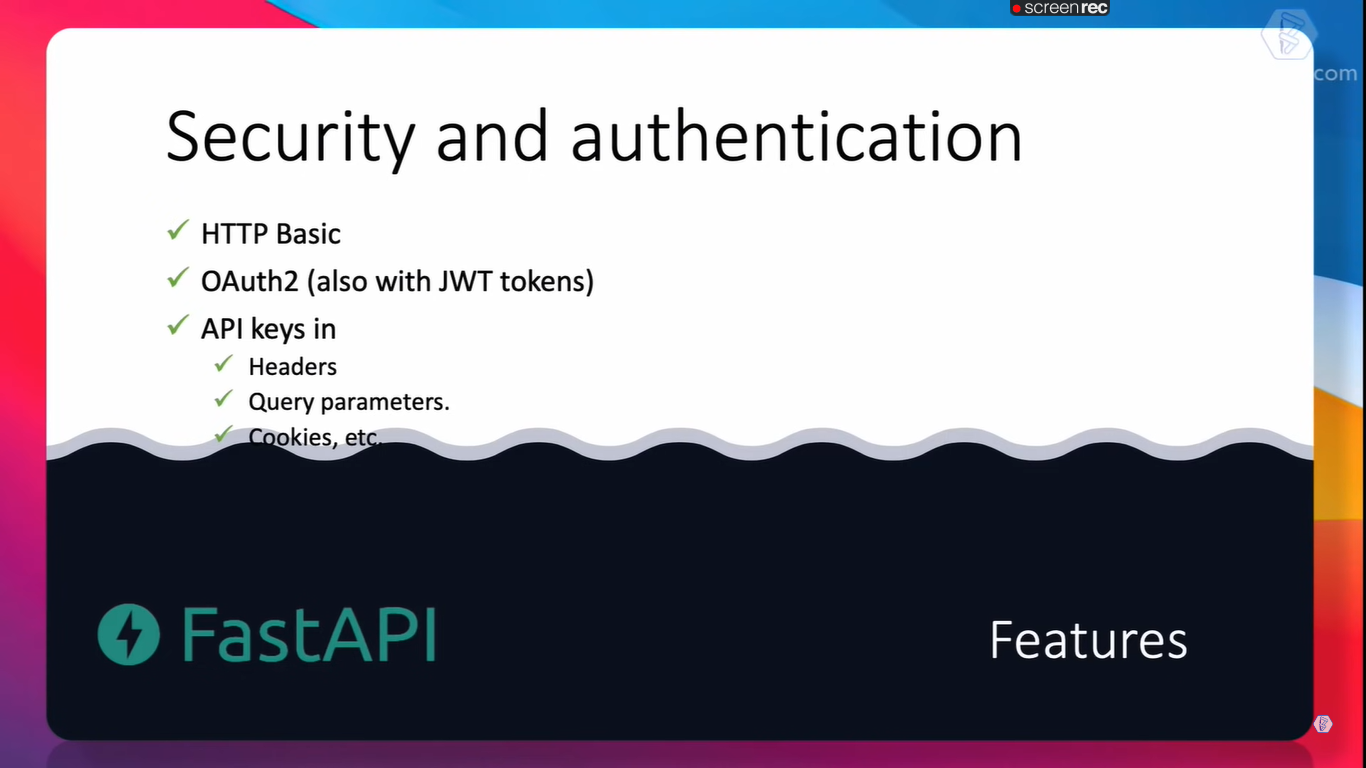 screenrec
com
Security and authentication
HTTP Basic
OAuth2 (also with JWT tokens)
API keys in
Headers
Query parameters.
Cookies, etc.
FastAPI
Features